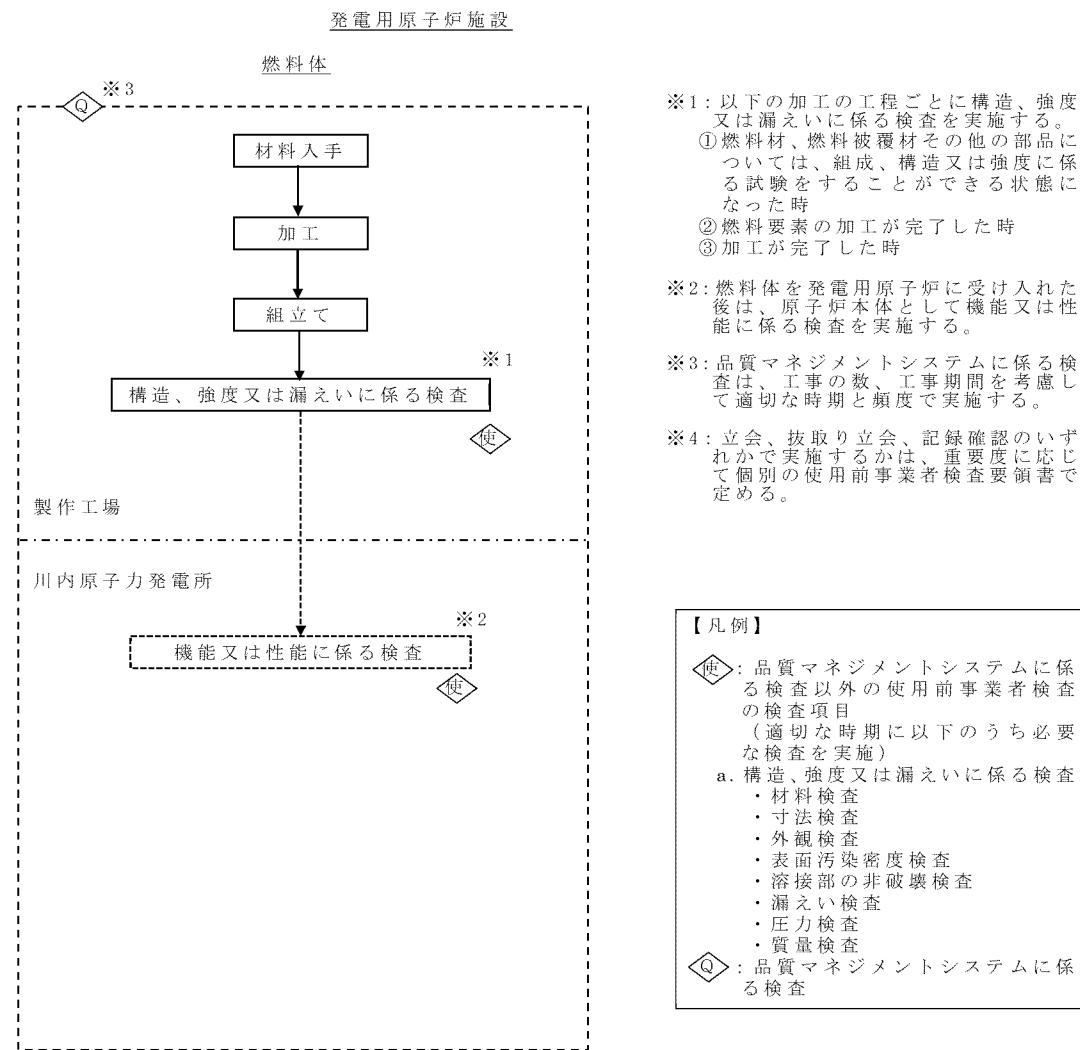 発電用原子炉施設
燃料体
Q
※3
材料入手
加工
組立て
※1
構造、強度又は漏えいに係る検査
使
製作工場
川内原子力発電所
※2
機能又は性能に係る検査
使
※1：以下の加工の工程ごとに構造、強度
又は漏えいに係る検査を実施する。
①燃料材、燃料被覆材その他の部品に
ついては、組成、構造又は強度に係
る試験をすることができる状態に
なった時
②燃料要素の加工が完了した時
③加工が完了した時
※2：燃料体を発電用原子炉に受け入れた
後は、原子炉本体として機能又は性
能に係る検査を実施する。
※3：品質マネジメントシステムに係る検
査は、工事の数、工事期間を考慮し
て適切な時期と頻度で実施する。
※4：立会、抜取り立会、記録確認のいず
れかで実施するかは、重要度に応じ
て個別の使用前事業者検査要領書で
定める。
【凡例】
使：品質マネジメントシステムに係
る検査以外の使用前事業者検査
の検査項目
（適切な時期に以下のうち必要
な検査を実施）
a. 構造、強度又は漏えいに係る検査
・材料検査
・寸法検査
・外観検査
・表面汚染密度検査
・溶接部の非破壊検査
・漏えい検査
・圧力検査
・質量検査
Q：品質マネジメントシステムに係
る検査